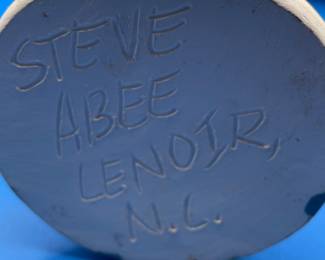 STEVE
ABEE
LENOIR,
N.C.